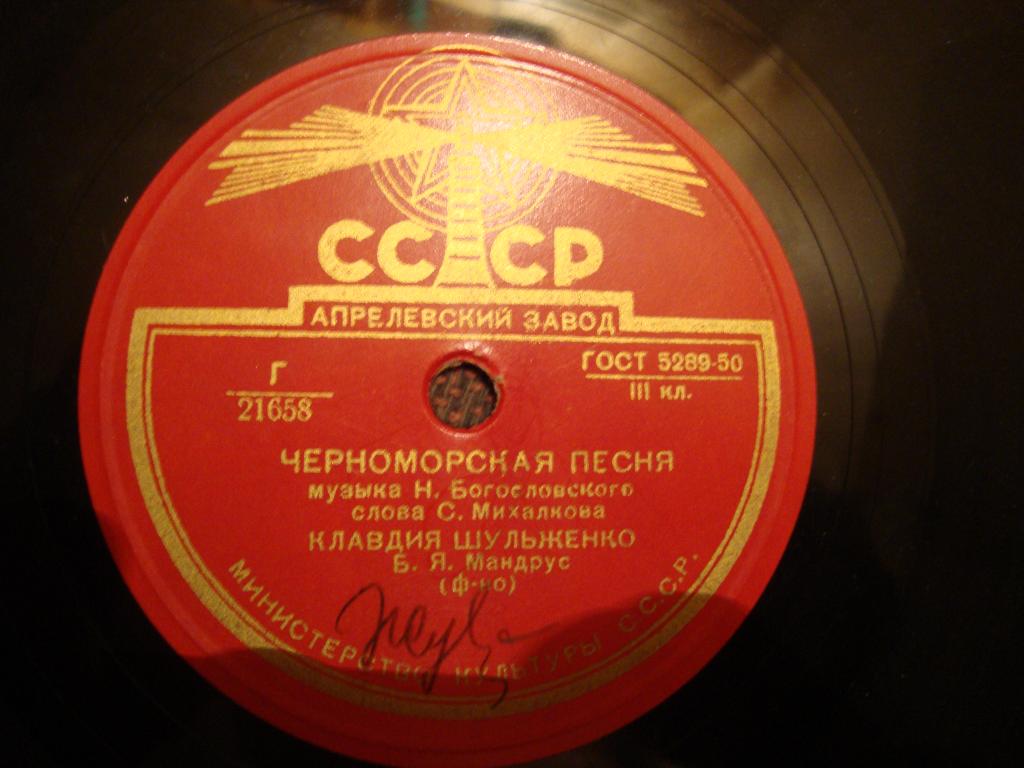 СССР
АПРЕЛЕВСКИЙ ЗАВОД
Г
21658
ГОСТ 5289-50
III кл.
ЧЕРНОМОРСКАЯ ПЕСНЯ
музыка Н. Богословского
слова С. Михалкова
КЛАВДИЯ ШУЛЬЖЕНКО
Б. Я. Мандрус
(ф-но)
МИНИСТЕРСТВО КУЛЬТУРЫ С.С.С.Р.